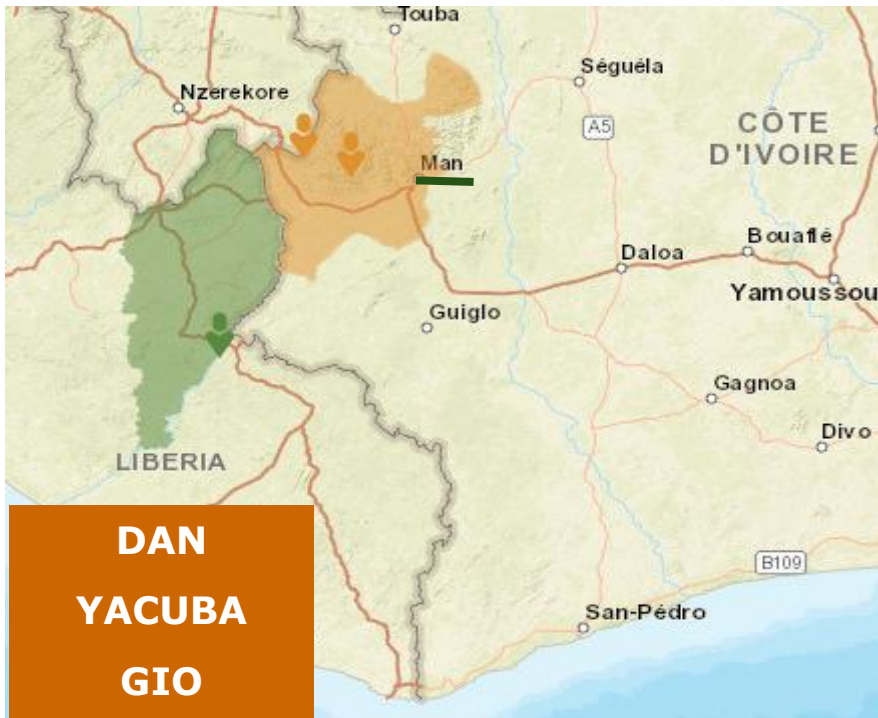 Touba
Séguéla
Nzerekore
A5
CÔTE
D'IVOIRE
Man
Bouaflé
Daloa
Yamoussou
Guiglo
Gagnoa
Divo
LIBERIA
DAN
YACUBA
GIO
B109
San-Pédro